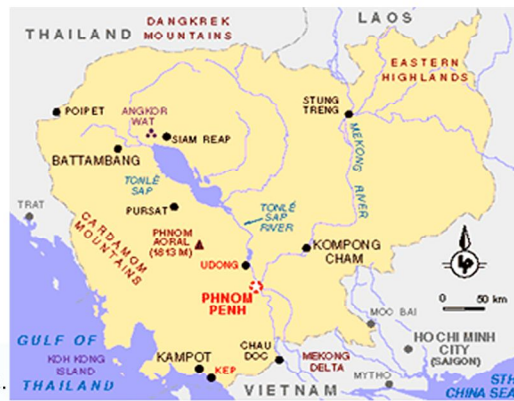 THAILAND
DANGKREK
MOUNTAINS
LAOS
EASTERN
HIGHLANDS
POIPET
ANGKOR
WAT
SIAM REAP
STUNG
TRENG
BATTAMBANG
MEKONG RIVER
TONLÉ
SAP
TRAT
PURSAT
TONLÉ
SAP
RIVER
CARDAMOM
MOUNTAINS
PHNOM
AORAL
(1813 M)
KOMPONG
CHAM
UDONG
PHNOM
PENH
0 50 km
MOC BAI
GULF OF
THAILAND
KOH KONG
ISLAND
KAMPOT
KEP
CHAU
DOC
MEKONG
DELTA
HO CHI MINH
CITY
(SAIGON)
MYTHO
VIETNAM
STH
CHINA SEA